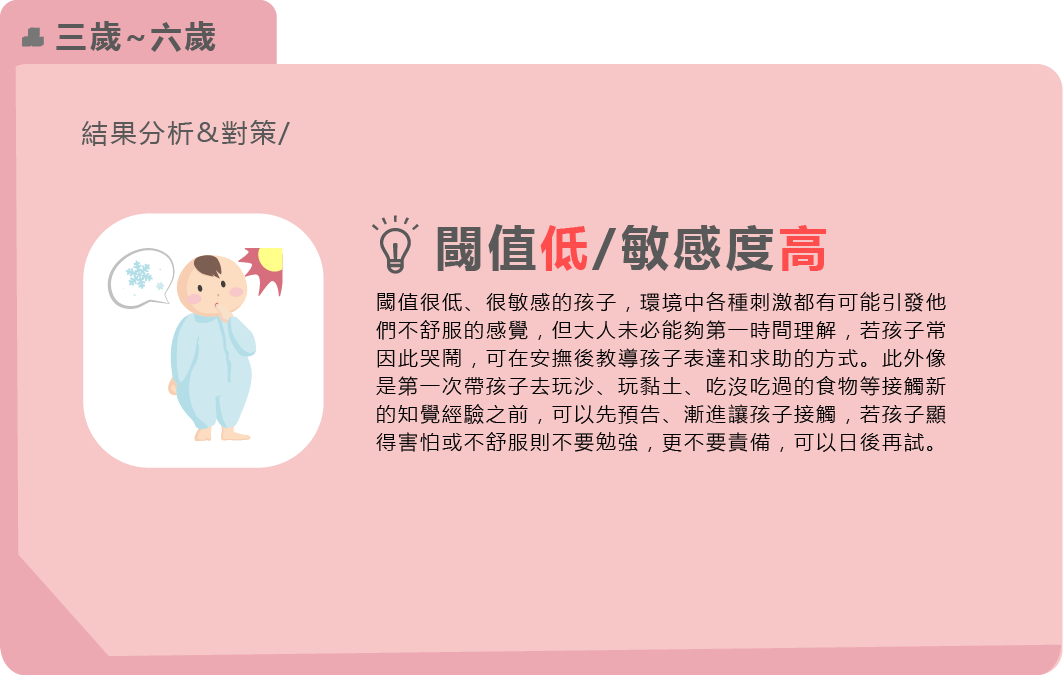 三歲~六歲
結果分析&對策/
閾值低/敏感度高
閾值很低、很敏感的孩子，環境中各種刺激都有可能引發他
們不舒服的感覺，但大人未必能夠第一時間理解，若孩子常
因此哭鬧，可在安撫後教導孩子表達和求助的方式。此外像
是第一次帶孩子去玩沙、玩黏土、吃沒吃過的食物等接觸新
的知覺經驗之前，可以先預告、漸進讓孩子接觸，若孩子顯
得害怕或不舒服則不要勉強，更不要責備，可以日後再試。